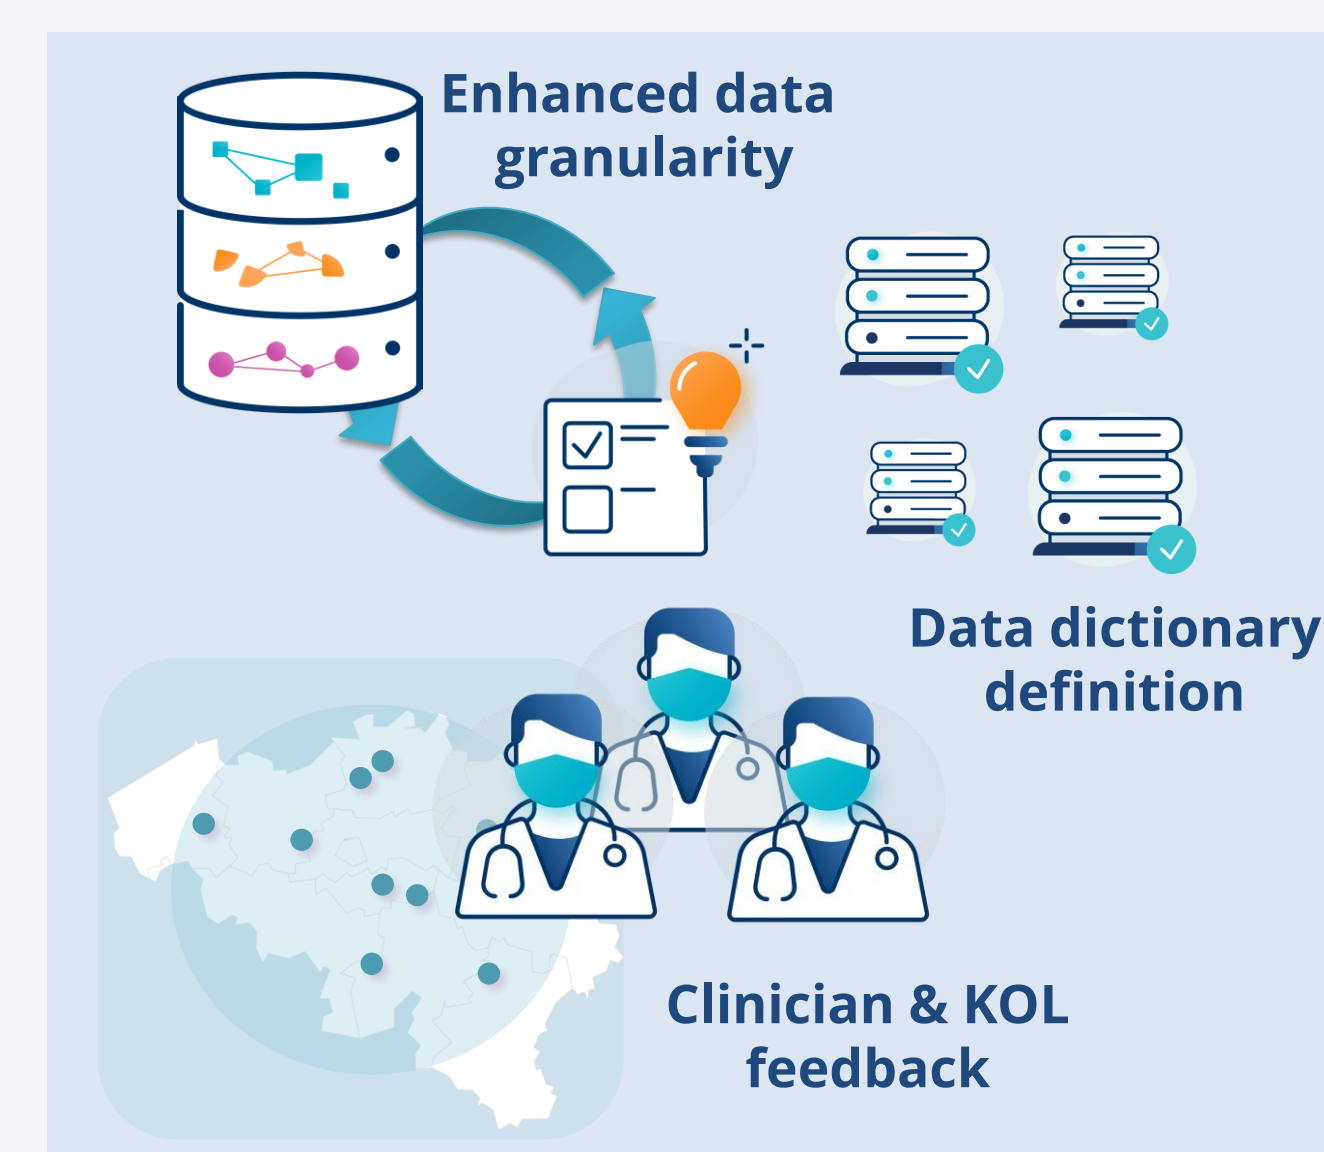 Enhanced data
granularity
Data dictionary
definition
Clinician & KOL
feedback